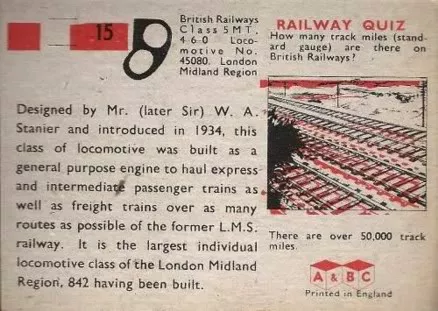 15
British Railways
Class 5MT.
4-6-0 Loco-
motive No.
45080. London
Midland Region
Designed by Mr. (later Sir) W. A.
Stanier and introduced in 1934, this
class of locomotive was built as a
general purpose engine to haul express
and intermediate passenger trains as
well as freight trains over as many
routes as possible of the former L.M.S.
railway. It is the largest individual
locomotive class of the London Midland
Region, 842 having been built.
RAILWAY QUIZ
How many track miles (stand-
ard gauge) are there on
British Railways?
There are over 50,000 track
miles.
A & BC
Printed in England